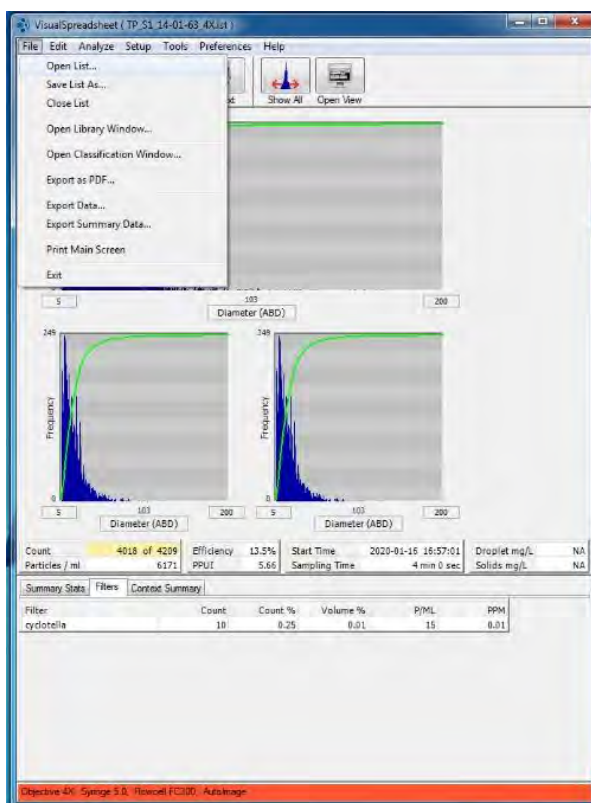 VisualSpreadsheet ( TP_S1_14-01-63_4X.lst )
File Edit Analyze Setup Tools Preferences Help
Open List...
Save List As...
Close List
Open Library Window...
Open Classification Window...
Export as PDF...
Export Data...
Export Summary Data...
Print Main Screen
Exit
Show All Open View
5 103 200
Diameter (ABD)
249 249
Frequency Frequency
0 0
5 103 200 5 103 200
Diameter (ABD) Diameter (ABD)
Count 4018 of 4209 Efficiency 13.5% Start Time 2020-01-16 16:57:01 Droplet mg/L NA
Particles / ml 6171 PPUI 5.66 Sampling Time 4 min 0 sec Solids mg/L NA
Summary Stats Filters Context Summary
Filter Count Count % Volume % P/ML PPM
cyclotella 10 0.25 0.01 15 0.01
Objective 4X, Syringe 5.0, Flowcell FC300, AutoImage